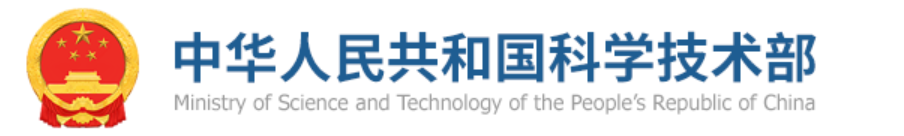 中华人民共和国科学技术部
Ministry of Science and Technology of the People's Republic of China